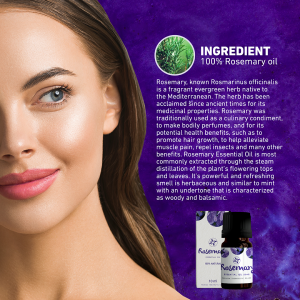 INGREDIENT
100% Rosemary oil
Rosemary, known Rosmarinus officinalis
is a fragrant evergreen herb native to
the Mediterranean. The herb has been
acclaimed Since ancient times for its
medicinal properties. Rosemary was
traditionally used as a culinary condiment,
to make bodily perfumes, and for its
potential health benefits, such as to
promote hair growth, to help alleviate
muscle pain, repel insects and many other
benefits. Rosemary Essential Oil is most
commonly extracted through the steam
distillation of the plant's flowering tops
and leaves. It's powerful and refreshing
smell is herbaceous and similar to mint
with an undertone that is characterized
as woody and balsamic.
Rosemary
Rosemary